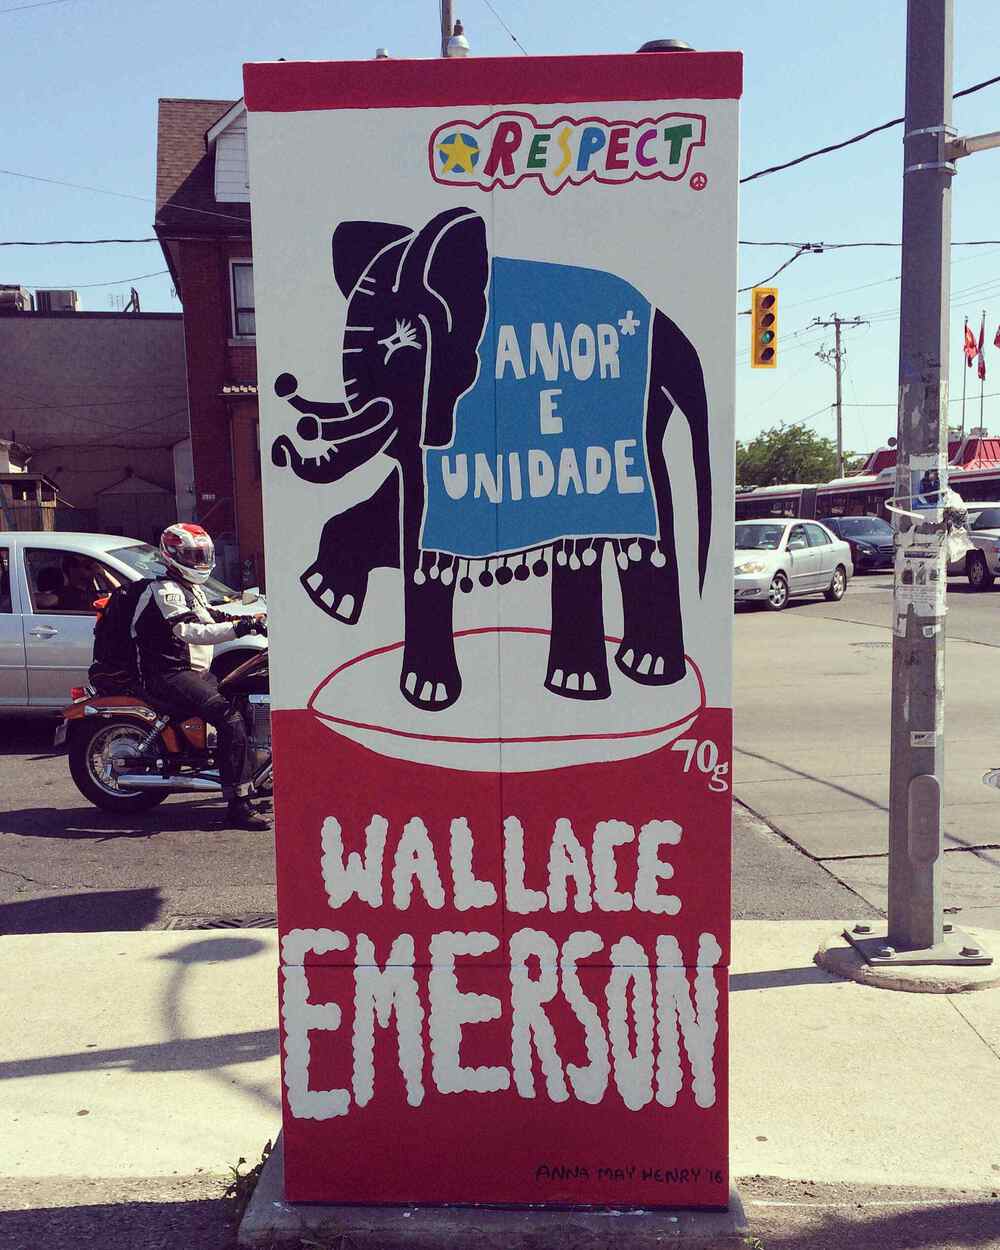 RESPECT
AMOR*
E
UNIDADE
70g
WALLACE
EMERSON
ANNA MAY HENRY '16